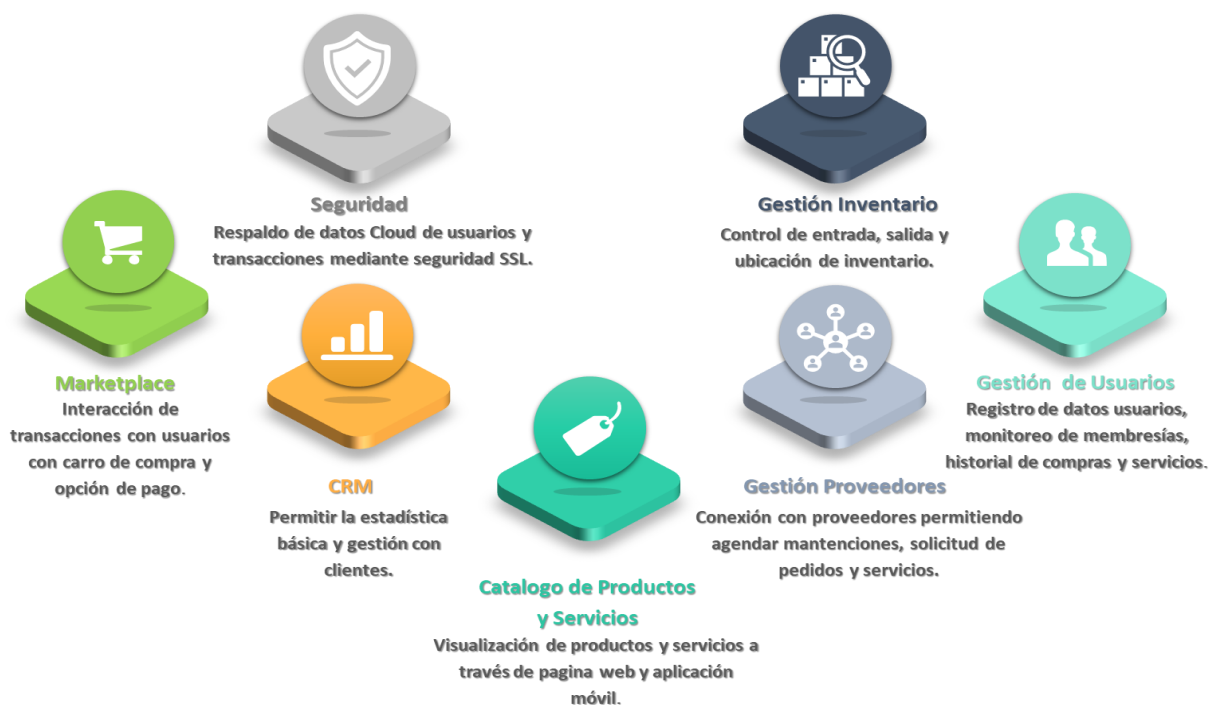 Seguridad
Respaldo de datos Cloud de usuarios y
transacciones mediante seguridad SSL.
Gestión Inventario
Control de entrada, salida y
ubicación de inventario.
Marketplace
Interacción de
transacciones con usuarios
con carro de compra y
opción de pago.
CRM
Permitir la estadística
básica y gestión con
clientes.
Catalogo de Productos
y Servicios
Visualización de productos y servicios a
través de pagina web y aplicación
móvil.
Gestión Proveedores
Conexión con proveedores permitiendo
agendar mantenciones, solicitud de
pedidos y servicios.
Gestión de Usuarios
Registro de datos usuarios,
monitoreo de membresías,
historial de compras y servicios.